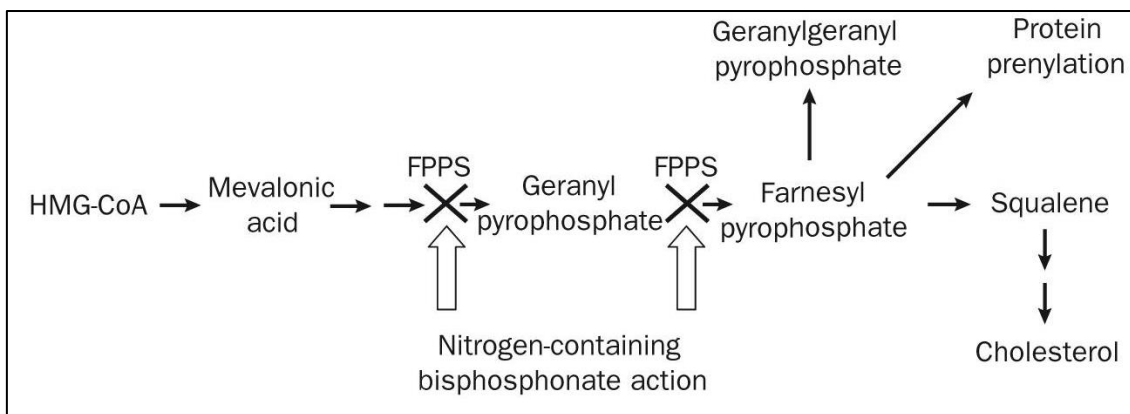 Geranylgeranyl
pyrophosphate
Protein
prenylation
FPPS
FPPS
HMG-CoA
Mevalonic
acid
Geranyl
pyrophosphate
Farnesyl
pyrophosphate
Squalene
Nitrogen-containing
bisphosphonate action
Cholesterol